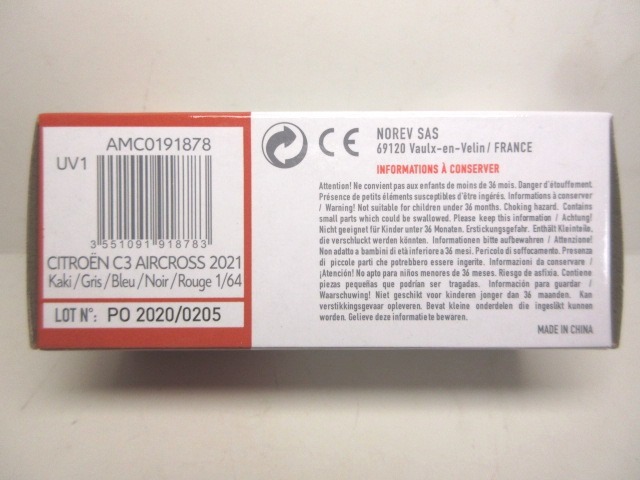 AMC0191878
UV1
3 551091 918783
CITROËN C3 AIRCROSS 2021
Kaki/Gris/Bleu/Noir/Rouge 1/64
LOT N°: PO 2020/0205
CE
NOREV SAS
69120 Vaulx-en-Velin/ FRANCE
INFORMATIONS À CONSERVER
Attention! Ne convient pas aux enfants de moins de 36 mois. Danger d'étouffement.
Présence de petits éléments susceptibles d'être ingérés. Informations à conserver
/ Warning! Not suitable for children under 36 months. Choking hazard. Contains
small parts which could be swallowed. Please keep this information / Achtung!
Nicht geeignet für Kinder unter 36 Monaten. Erstickungsgefahr. Enthält Kleinteile,
die verschluckt werden könnten. Informationen bitte aufbewahren / Attenzione!
Non adatto a bambini di età inferiore a 36 mesi. Pericolo di soffocamento. Presenza
di piccole parti che potrebbero essere ingerite. Informazioni da conservare /
¡Atención! No apto para niños menores de 36 meses. Riesgo de asfixia. Contiene
piezas pequeñas que podrían ser tragadas. Información para guardar /
Waarschuwing! Niet geschikt voor kinderen jonger dan 36 maanden. Kan
verstikkingsgevaar opleveren. Bevat kleine onderdelen die ingeslikt kunnen
worden. Gelieve deze informatie te bewaren.
MADE IN CHINA